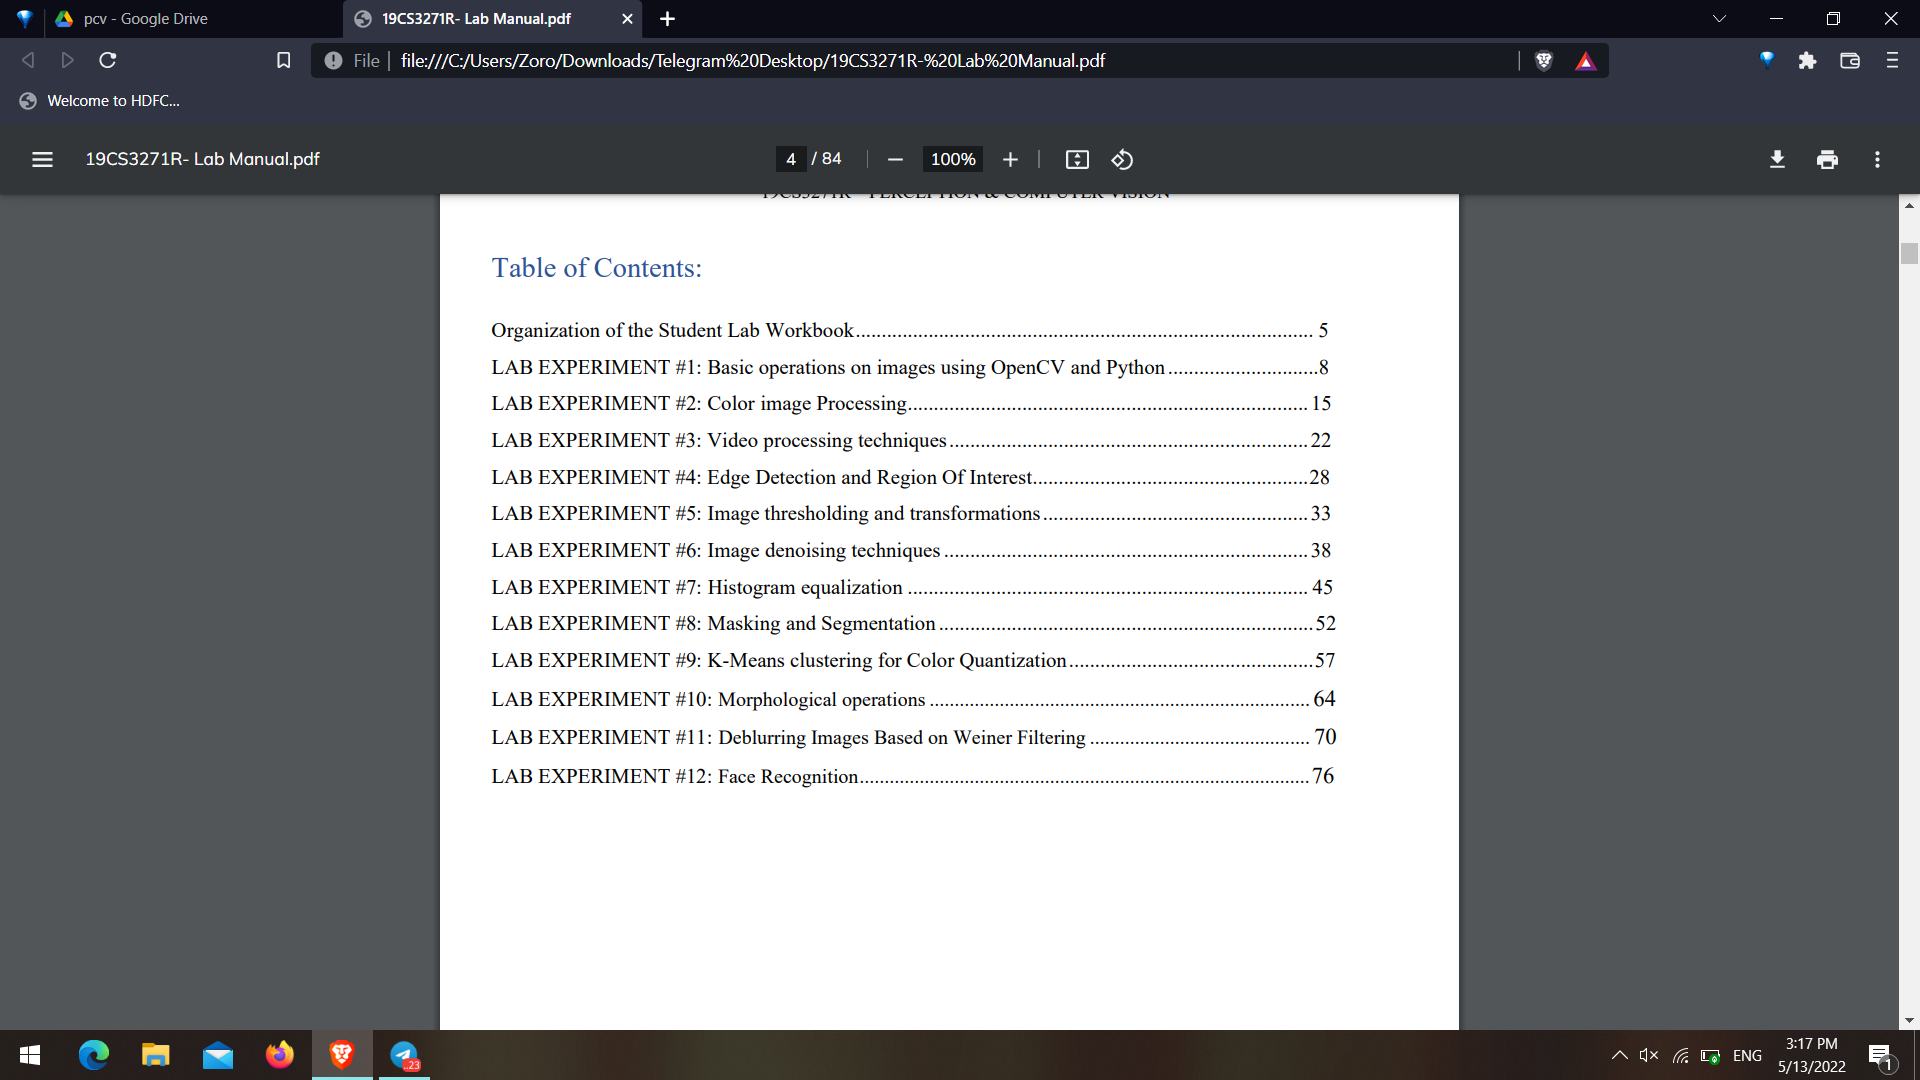 pcv - Google Drive
19CS3271R- Lab Manual.pdf
File | file:///C:/Users/Zoro/Downloads/Telegram%20Desktop/19CS3271R-%20Lab%20Manual.pdf
Welcome to HDFC...
19CS3271R- Lab Manual.pdf
4 / 84
100%
19CS3271R PERCEPTION & COMPUTER VISION
Table of Contents:
Organization of the Student Lab Workbook........ 5
LAB EXPERIMENT #1: Basic operations on images using OpenCV and Python........8
LAB EXPERIMENT #2: Color image Processing........ 15
LAB EXPERIMENT #3: Video processing techniques........ 22
LAB EXPERIMENT #4: Edge Detection and Region Of Interest........28
LAB EXPERIMENT #5: Image thresholding and transformations........ 33
LAB EXPERIMENT #6: Image denoising techniques ........ 38
LAB EXPERIMENT #7: Histogram equalization ........ 45
LAB EXPERIMENT #8: Masking and Segmentation........52
LAB EXPERIMENT #9: K-Means clustering for Color Quantization........57
LAB EXPERIMENT #10: Morphological operations ........ 64
LAB EXPERIMENT #11: Deblurring Images Based on Weiner Filtering ........ 70
LAB EXPERIMENT #12: Face Recognition........ 76
..23
ENG
3:17 PM
5/13/2022
1